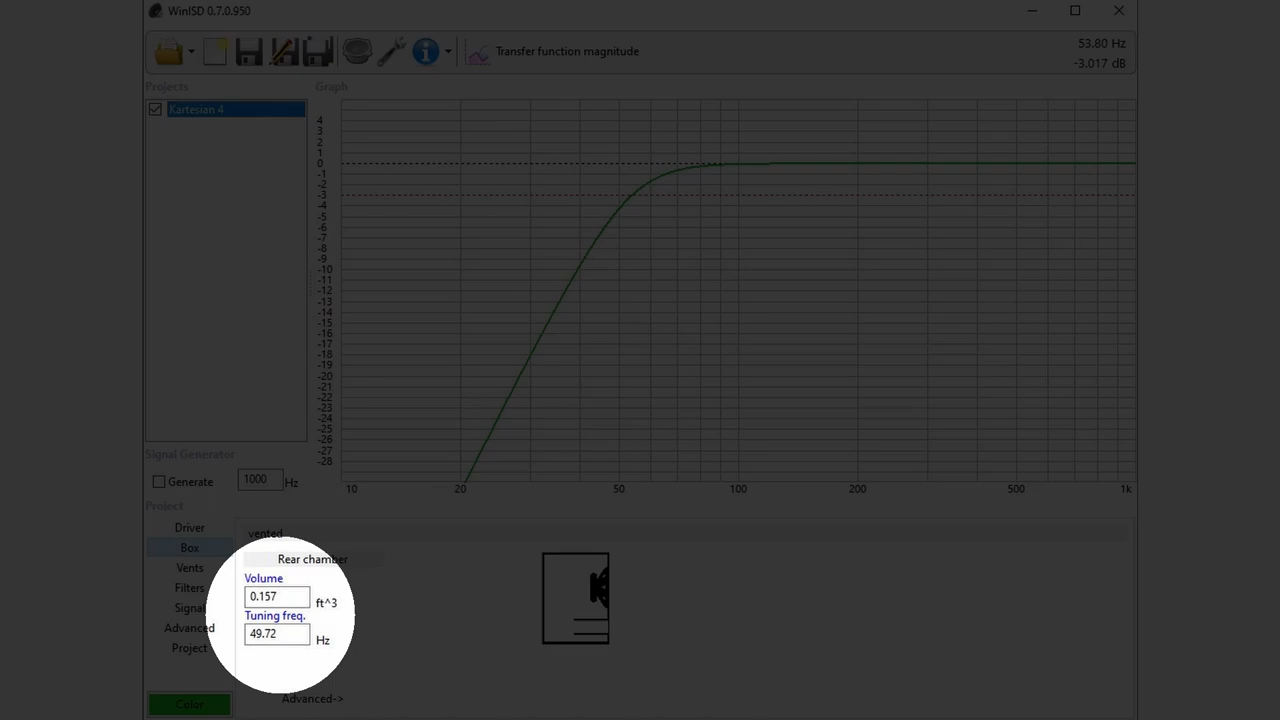 WinISD 0.7.0.950
Transfer function magnitude
53.80 Hz
-3.017 dB
Projects
Graph
Kartesian 4
4
3
2
1
0
-1
-2
-3
-4
-5
-6
-7
-8
-9
-10
-11
-12
-13
-14
-15
-16
-17
-18
-19
-20
-21
-22
-23
-24
-25
-26
-27
-28
10 20 50 100 200 500 1k
Signal Generator
Generate 1000 Hz
Project
Driver
Box
Vents
Filters
Signal
Advanced
Project
Color
vented
Rear chamber
Volume
0.157 ft^3
Tuning freq.
49.72 Hz
Advanced->